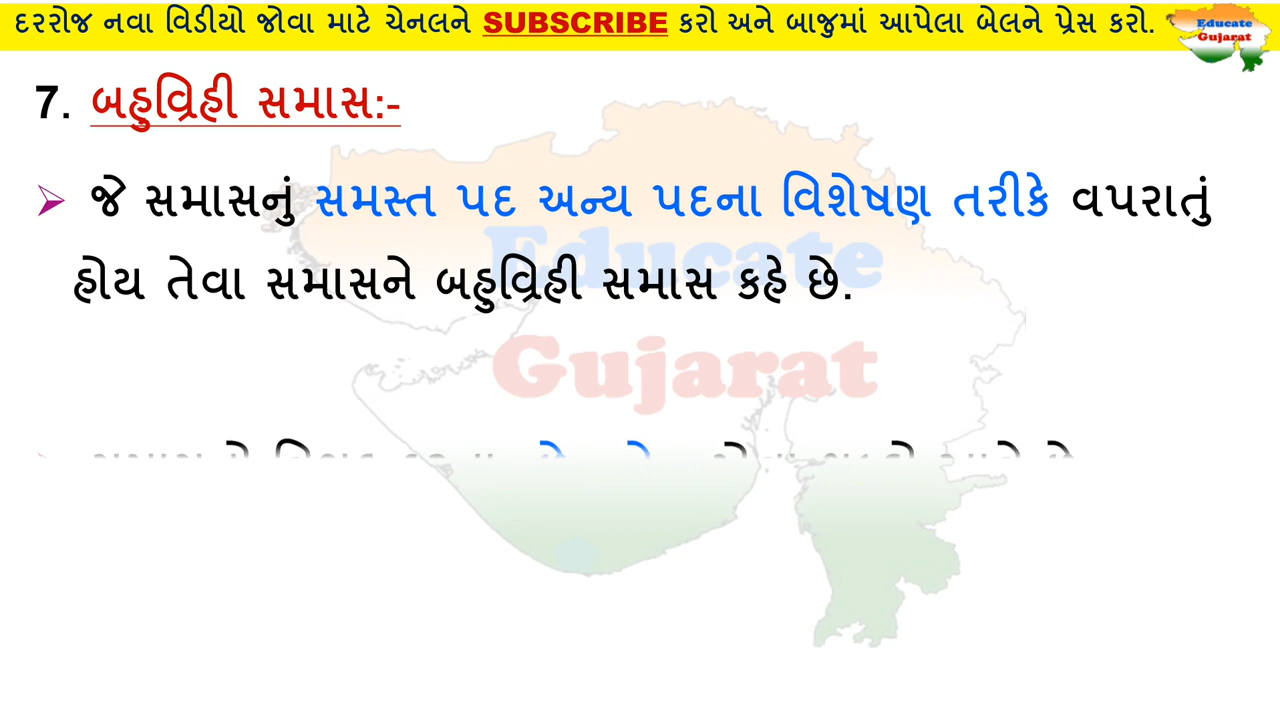 દરરોજ નવા વિડીયો જોવા માટે ચેનલને SUBSCRIBE કરો અને બાજુમાં આપેલા બેલને પ્રેસ કરો.
Educate
Gujarat
7. બહુવ્રિહી સમાસ:-
➢ જે સમાસનું સમસ્ત પદ અન્ય પદના વિશેષણ તરીકે વપરાતું
હોય તેવા સમાસને બહુવ્રિહી સમાસ કહે છે.
Educate
Gujarat